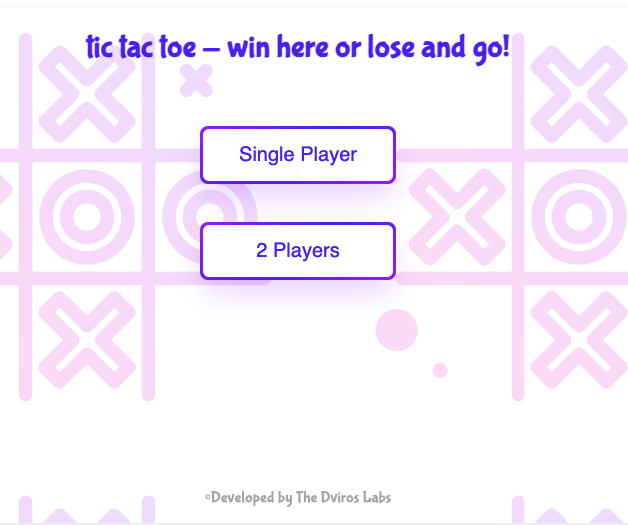 tic tac toe – win here or lose and go!
Single Player
2 Players
©Developed by The Dviros Labs